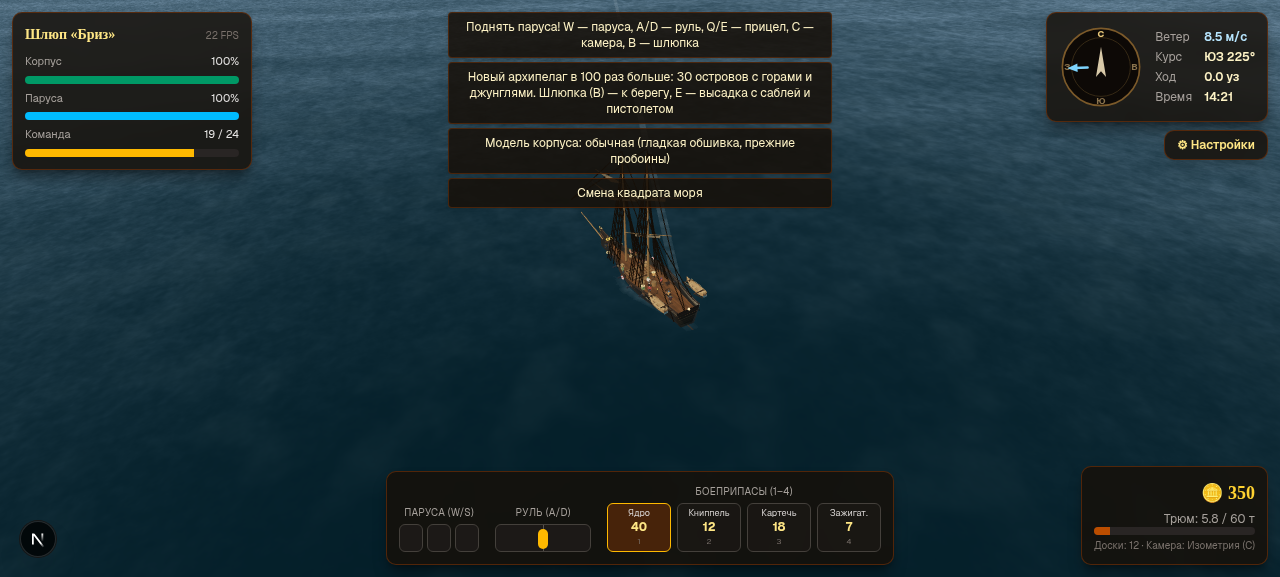 Шлюп «Бриз»
22 FPS
Корпус
100%
Паруса
100%
Команда
19 / 24
Поднять паруса! W — паруса, A/D — руль, Q/E — прицел, C —
камера, B — шлюпка
Новый архипелаг в 100 раз больше: 30 островов с горами и
джунглями. Шлюпка (B) — к берегу, E — высадка с саблей и
пистолетом
Модель корпуса: обычная (гладкая обшивка, прежние
пробоины)
Смена квадрата моря
С
З
В
Ю
Ветер
8.5 м/с
Курс
ЮЗ 225°
Ход
0.0 уз
Время
14:21
⚙ Настройки
ПАРУСА (W/S)
РУЛЬ (A/D)
БОЕПРИПАСЫ (1–4)
Ядро
40
1
Книппель
12
2
Картечь
18
3
Зажигат.
7
4
350
Трюм: 5.8 / 60 т
Доски: 12 · Камера: Изометрия (C)
N